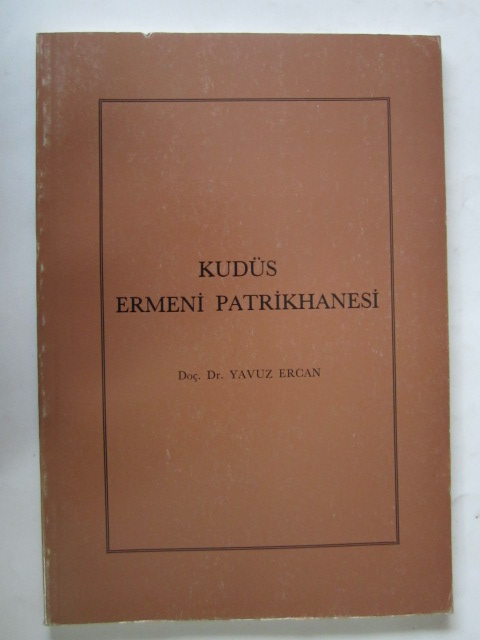 KUDÜS
ERMENİ PATRİKHANESİ
Doç. Dr. YAVUZ ERCAN